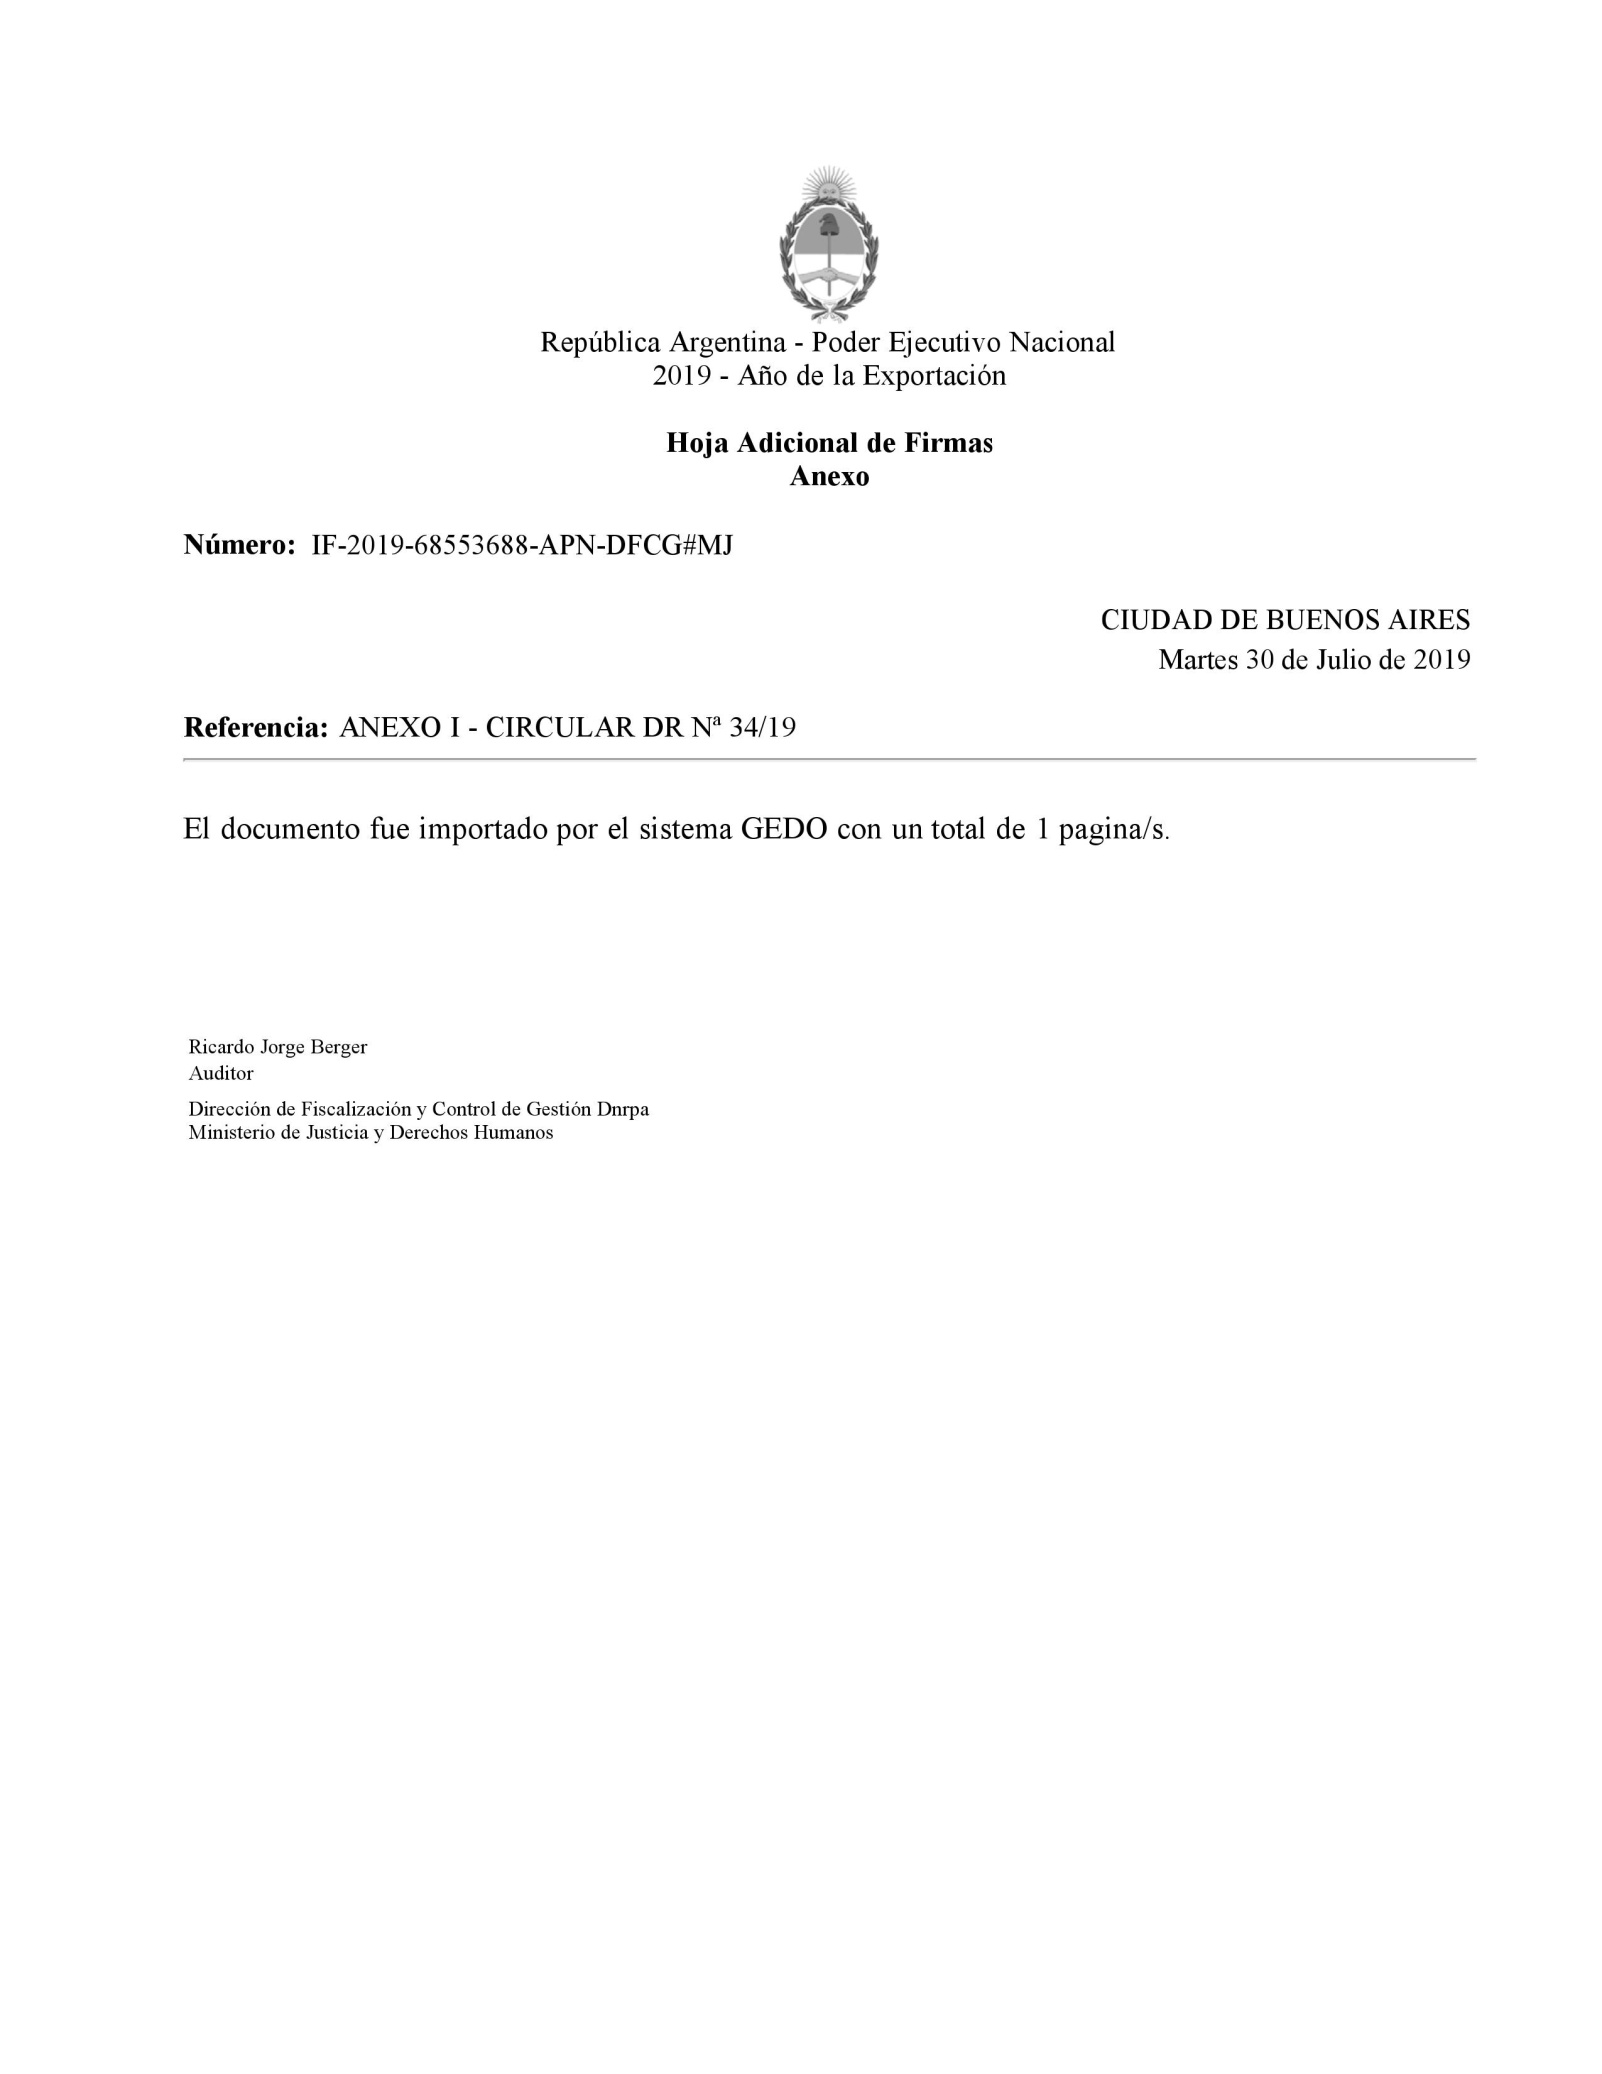 República Argentina - Poder Ejecutivo Nacional
2019 - Año de la Exportación
Hoja Adicional de Firmas
Anexo
Número: IF-2019-68553688-APN-DFCG#MJ
CIUDAD DE BUENOS AIRES
Martes 30 de Julio de 2019
Referencia: ANEXO I - CIRCULAR DR Nª 34/19
El documento fue importado por el sistema GEDO con un total de 1 pagina/s.
Ricardo Jorge Berger
Auditor
Dirección de Fiscalización y Control de Gestión Dnrpa
Ministerio de Justicia y Derechos Humanos